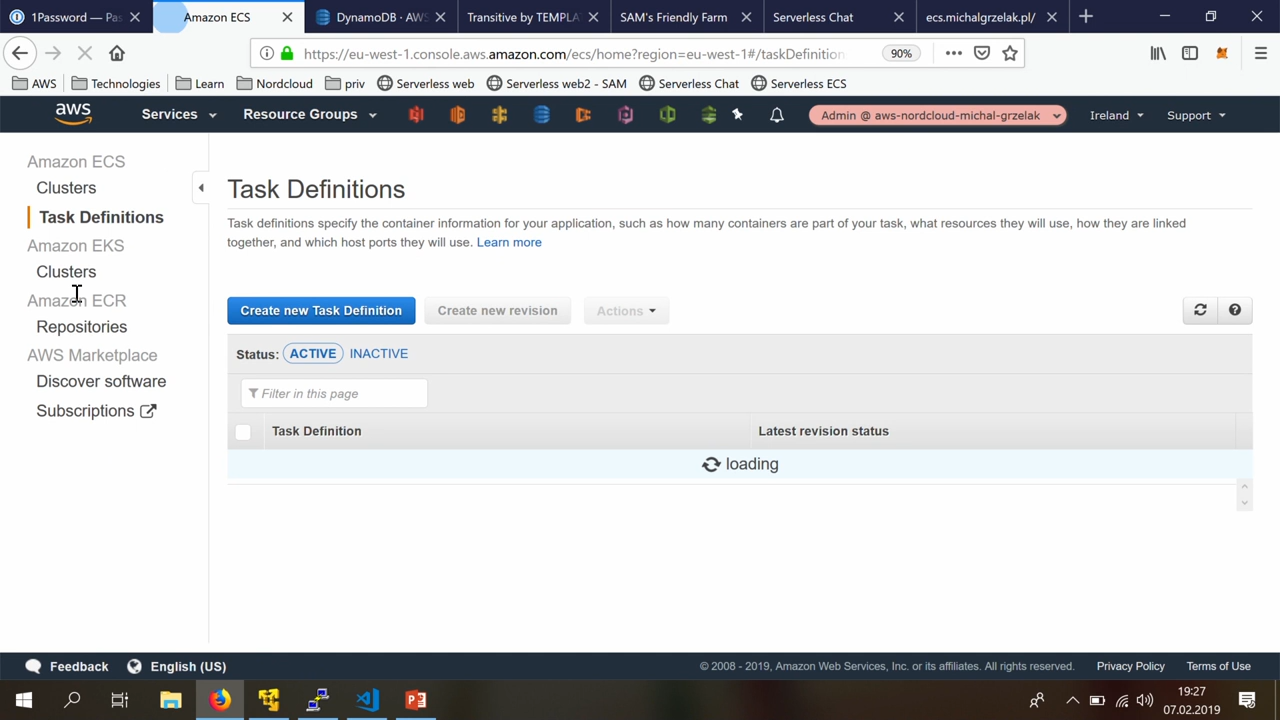 1Password — Pas
Amazon ECS
DynamoDB · AWS
Transitive by TEMPLA
SAM's Friendly Farm
Serverless Chat
ecs.michalgrzelak.pl/
https://eu-west-1.console.aws.amazon.com/ecs/home?region=eu-west-1#/taskDefinition
90%
AWS
Technologies
Learn
Nordcloud
priv
Serverless web
Serverless web2 - SAM
Serverless Chat
Serverless ECS
aws
Services
Resource Groups
Admin @ aws-nordcloud-michal-grzelak
Ireland
Support
Amazon ECS
Clusters
Task Definitions
Amazon EKS
Clusters
Amazon ECR
Repositories
AWS Marketplace
Discover software
Subscriptions
Task Definitions
Task definitions specify the container information for your application, such as how many containers are part of your task, what resources they will use, how they are linked
together, and which host ports they will use. Learn more
Create new Task Definition
Create new revision
Actions
Status: ACTIVE INACTIVE
Filter in this page
Task Definition
Latest revision status
loading
Feedback
English (US)
© 2008 - 2019, Amazon Web Services, Inc. or its affiliates. All rights reserved.
Privacy Policy
Terms of Use
19:27
07.02.2019